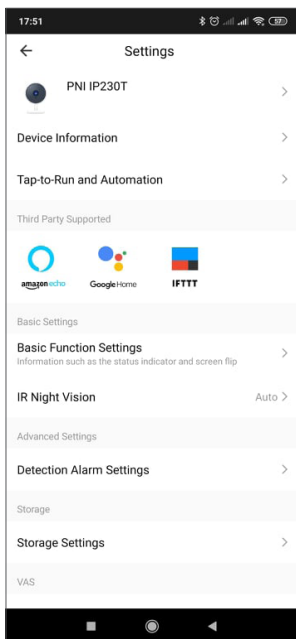 17:51
57
Settings
PNI IP230T
Device Information
Tap-to-Run and Automation
Third Party Supported
amazon echo
Google Home
IFTTT
Basic Settings
Basic Function Settings
Information such as the status indicator and screen flip
IR Night Vision
Auto
Advanced Settings
Detection Alarm Settings
Storage
Storage Settings
VAS